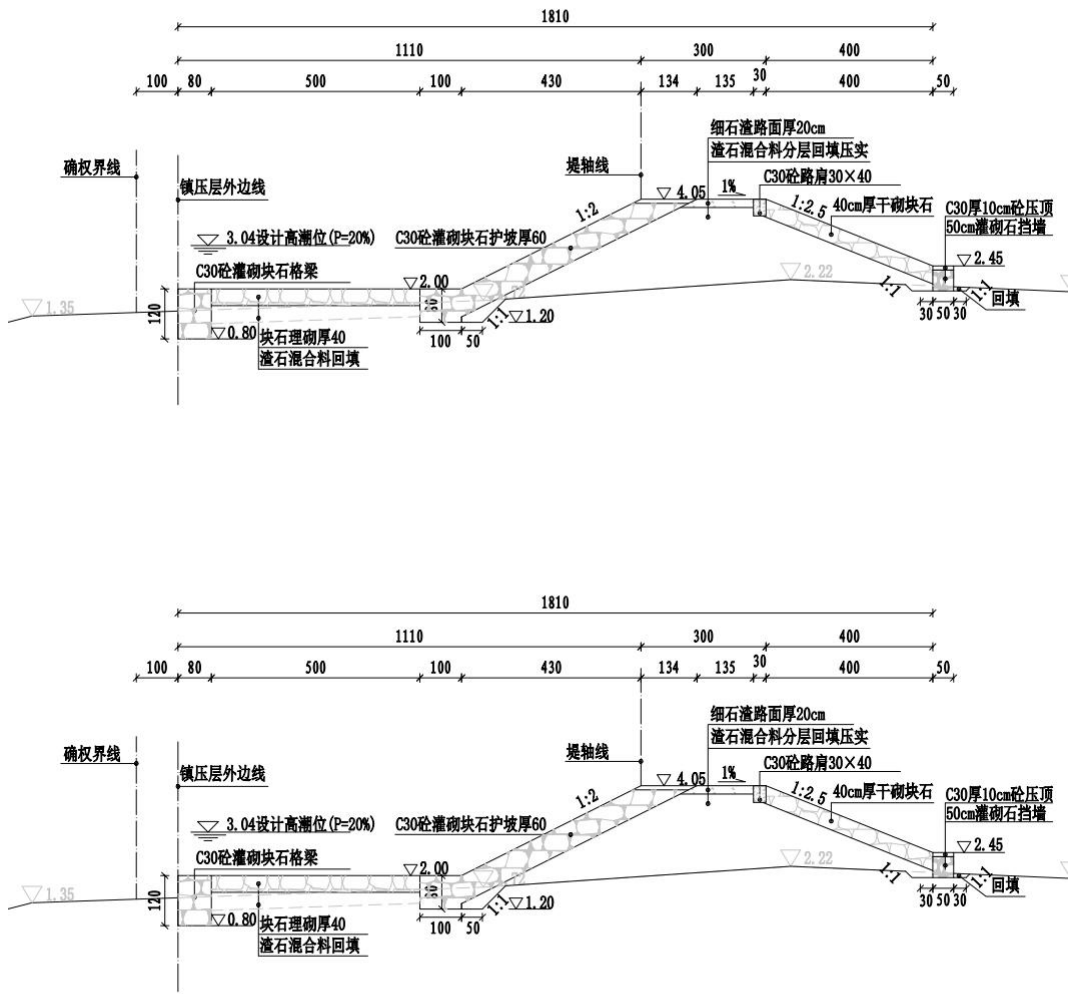 1810
1110 300 400
100 80 500 100 430 134 135 30 400 50
细石渣路面厚20cm
渣石混合料分层回填压实
确权界线
堤轴线
镇压层外边线
C30砼路肩30×40
4.05
1%
1:2
1:2.5
40cm厚干砌块石
C30厚10cm砼压顶
50cm灌砌石挡墙
3.04设计高潮位(P=20%)
C30砼灌砌块石护坡厚60
2.45
C30砼灌砌块石格梁
2.00
2.22
1:1
1:1
回填
1.35
120
80
1:1
1.20
30 50 30
0.80
块石理砌厚40
100 50
渣石混合料回填
1810
1110 300 400
100 80 500 100 430 134 135 30 400 50
细石渣路面厚20cm
渣石混合料分层回填压实
确权界线
堤轴线
镇压层外边线
C30砼路肩30×40
4.05
1%
1:2
1:2.5
40cm厚干砌块石
C30厚10cm砼压顶
50cm灌砌石挡墙
3.04设计高潮位(P=20%)
C30砼灌砌块石护坡厚60
2.45
C30砼灌砌块石格梁
2.00
2.22
1:1
1:1
回填
1.35
120
80
1:1
1.20
30 50 30
0.80
块石理砌厚40
100 50
渣石混合料回填